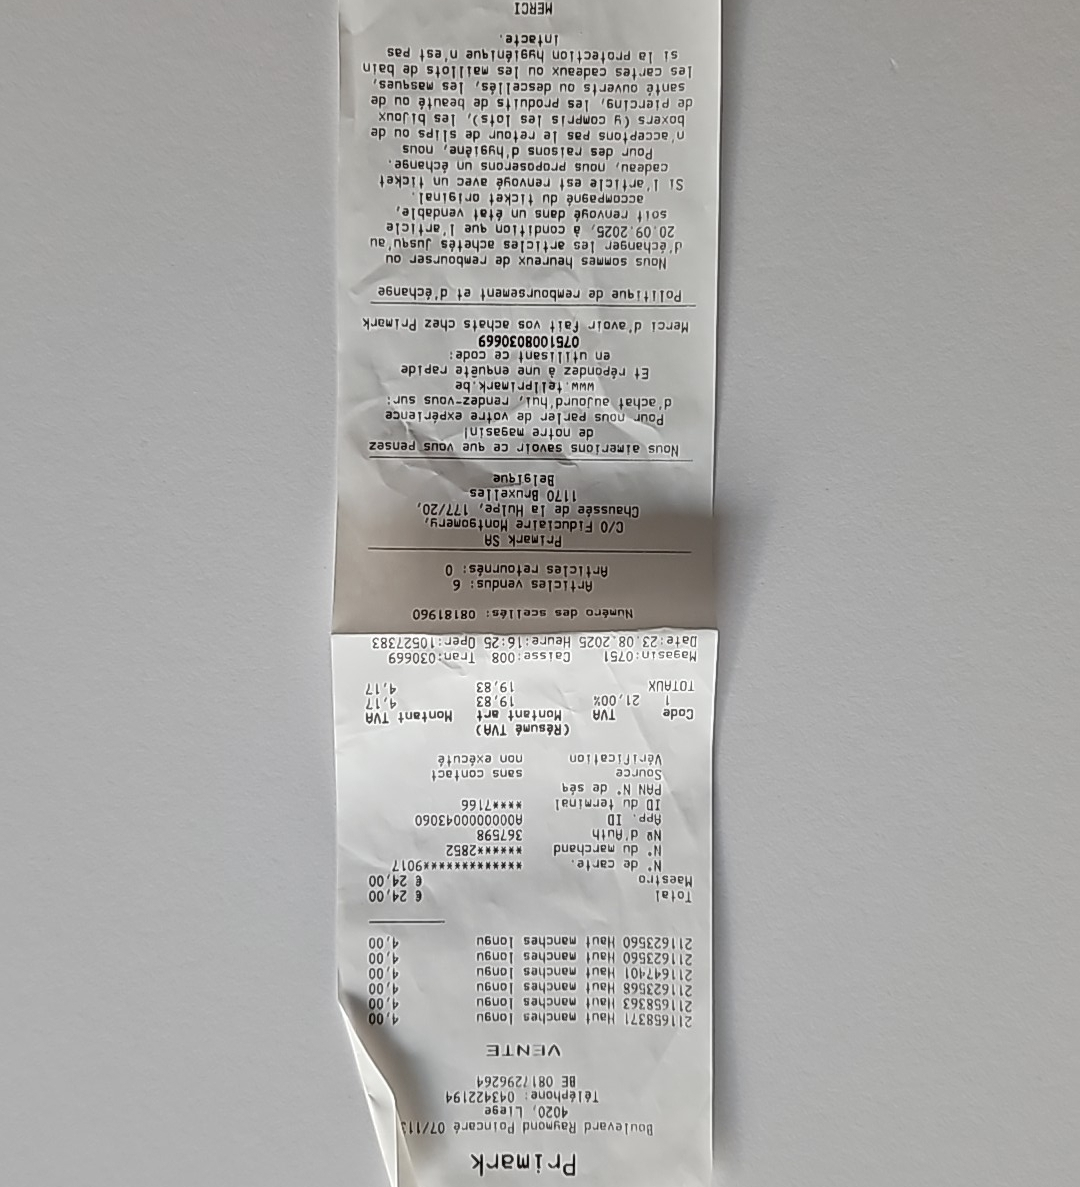 Primark
Boulevard Raymond Poincaré 07/113
4020, Liege
Téléphone: 043422194
BE 0817296264
VENTE
211658371 Haut manches longu 4,00
211658363 Haut manches longu 4,00
211623568 Haut manches longu 4,00
211647401 Haut manches longu 4,00
211623560 Haut manches longu 4,00
211623560 Haut manches longu 4,00
Total € 24,00
Maestro € 24,00
N° de carte. *************9017
N° du marchand ******2852
Nº d'Auth 367598
App. ID A0000000043060
ID du terminal ****7166
PAN N° de séq
Source sans contact
Vérification non exécuté
(Résumé TVA)
Code TVA Montant art Montant TVA
1 21,00% 19,83 4,17
TOTAUX 19,83 4,17
Magasin:0751 Caisse:008 Tran:030669
Date:23.08.2025 Heure:16:25 Oper:10527383
Numéro des scellés: 08181960
Articles vendus: 6
Articles retournés: 0
Primark SA
C/O Fiduciaire Montgomery,
Chaussée de la Hulpe, 177/20,
1170 Bruxelles
Belgique
Nous aimerions savoir ce que vous pensez
de notre magasin!
Pour nous parler de votre expérience
d'achat aujourd'hui, rendez-vous sur:
www.tellprimark.be
Et répondez à une enquête rapide
en utilisant ce code:
0751008030669
Merci d'avoir fait vos achats chez Primark
Politique de remboursement et d'échange
Nous sommes heureux de rembourser ou
d'échanger les articles achetés jusqu'au
20.09.2025, à condition que l'article
soit renvoyé dans un état vendable,
accompagné du ticket original.
Si l'article est renvoyé avec un ticket
cadeau, nous proposerons un échange.
Pour des raisons d'hygiène, nous
n'acceptons pas le retour de slips ou de
boxers (y compris les lots), les bijoux
de piercing, les produits de beauté ou de
santé ouverts ou descellés, les masques,
les cartes cadeaux ou les maillots de bain
si la protection hygiénique n'est pas
intacte.
MERCI